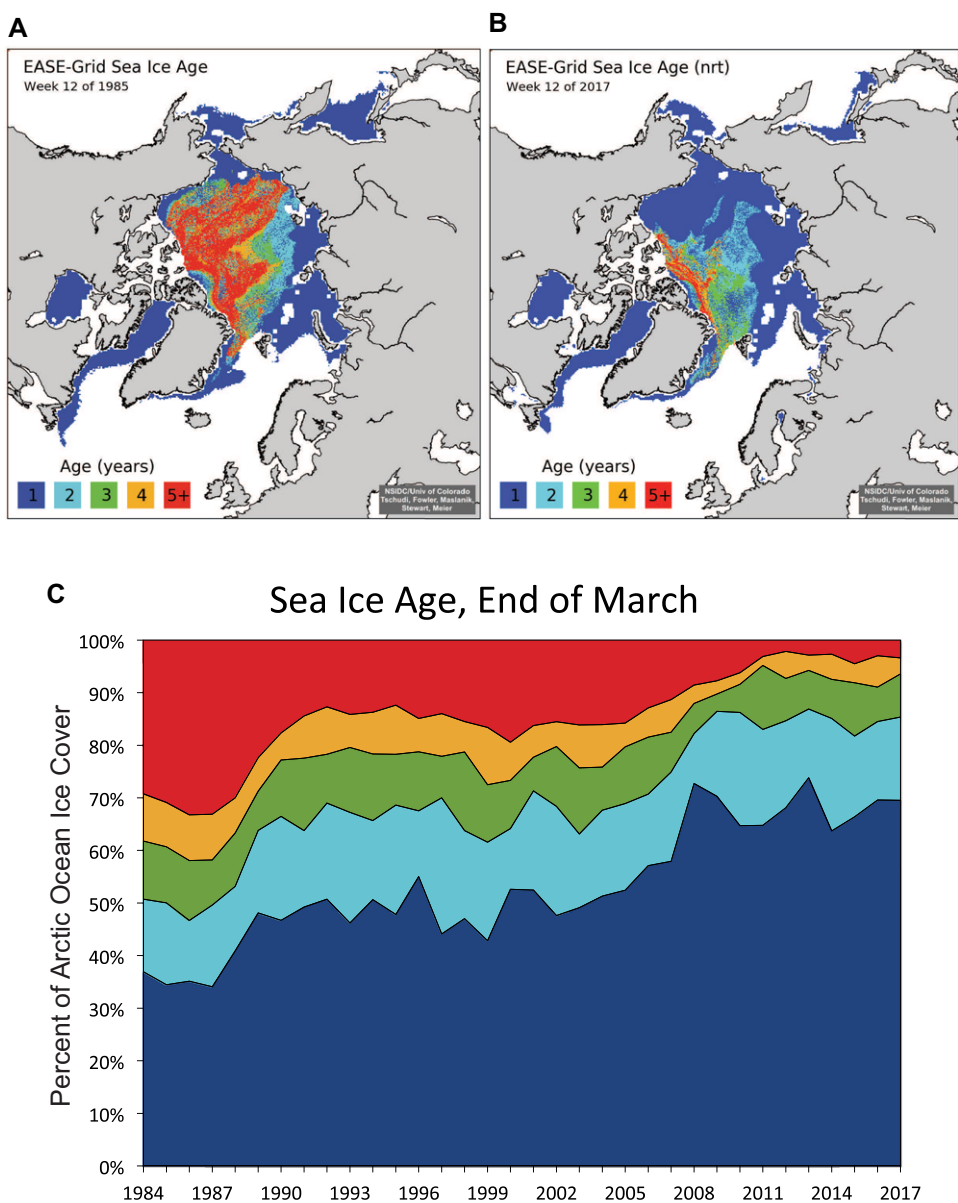 A
EASE-Grid Sea Ice Age
Week 12 of 1985
Age (years)
1 2 3 4 5+
NSIDC/Univ of Colorado
Tschudi, Fowler, Maslanik,
Stewart, Meier
B
EASE-Grid Sea Ice Age (nrt)
Week 12 of 2017
Age (years)
1 2 3 4 5+
NSIDC/Univ of Colorado
Tschudi, Fowler, Maslanik,
Stewart, Meier
C
Sea Ice Age, End of March
Percent of Arctic Ocean Ice Cover
100%
90%
80%
70%
60%
50%
40%
30%
20%
10%
0%
1984 1987 1990 1993 1996 1999 2002 2005 2008 2011 2014 2017